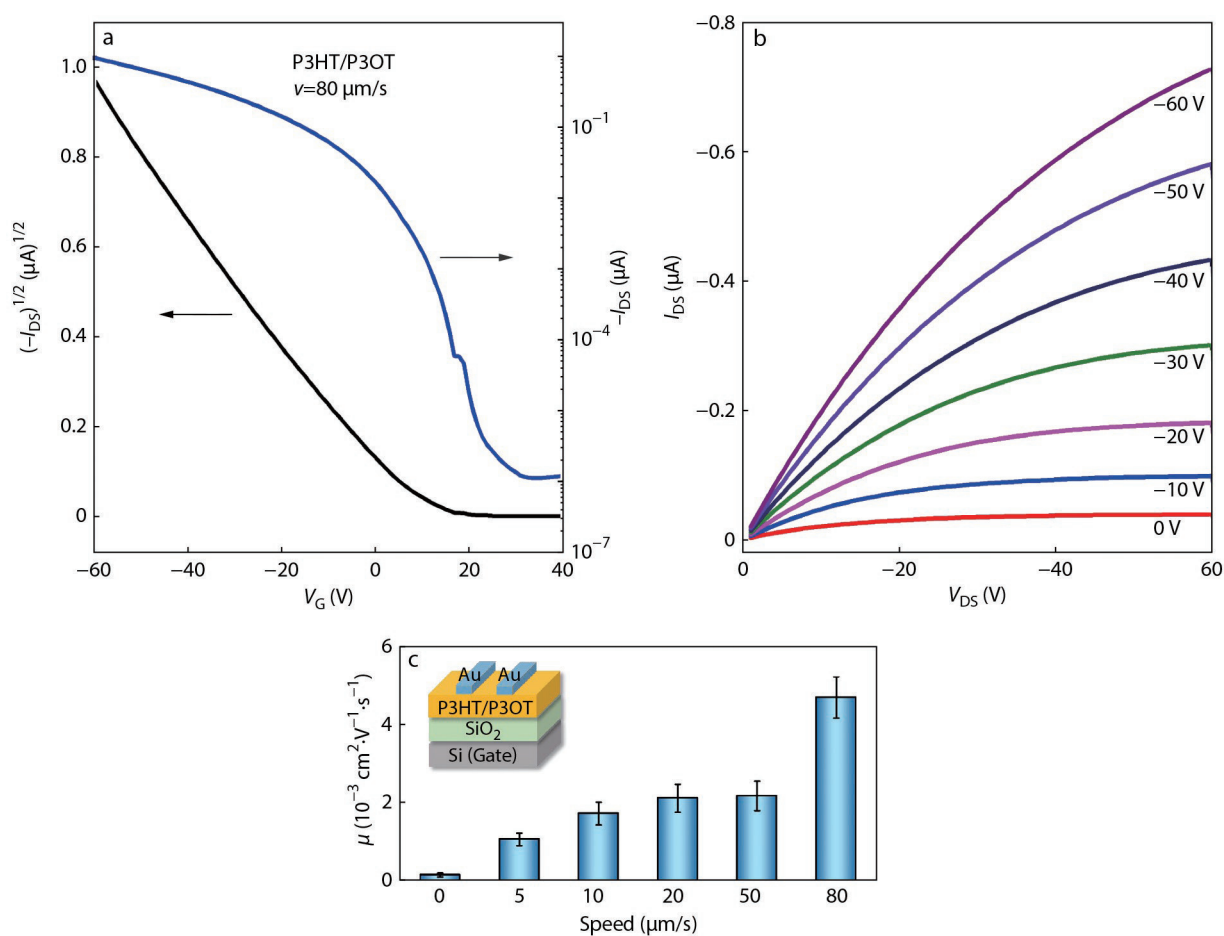 a
P3HT/P3OT
v=80 μm/s
1.0
0.8
0.6
0.4
0.2
0
(−I_DS)^1/2 (μA)^1/2
10^−1
10^−4
10^−7
−I_DS (μA)
−60 −40 −20 0 20 40
V_G (V)
b
−0.8
−0.6
−0.4
−0.2
0
I_DS (μA)
−60 V
−50 V
−40 V
−30 V
−20 V
−10 V
0 V
0 −20 −40 60
V_DS (V)
c
6
4
2
0
μ (10^−3 cm^2·V^−1·s^−1)
Au Au
P3HT/P3OT
SiO_2
Si (Gate)
0 5 10 20 50 80
Speed (μm/s)